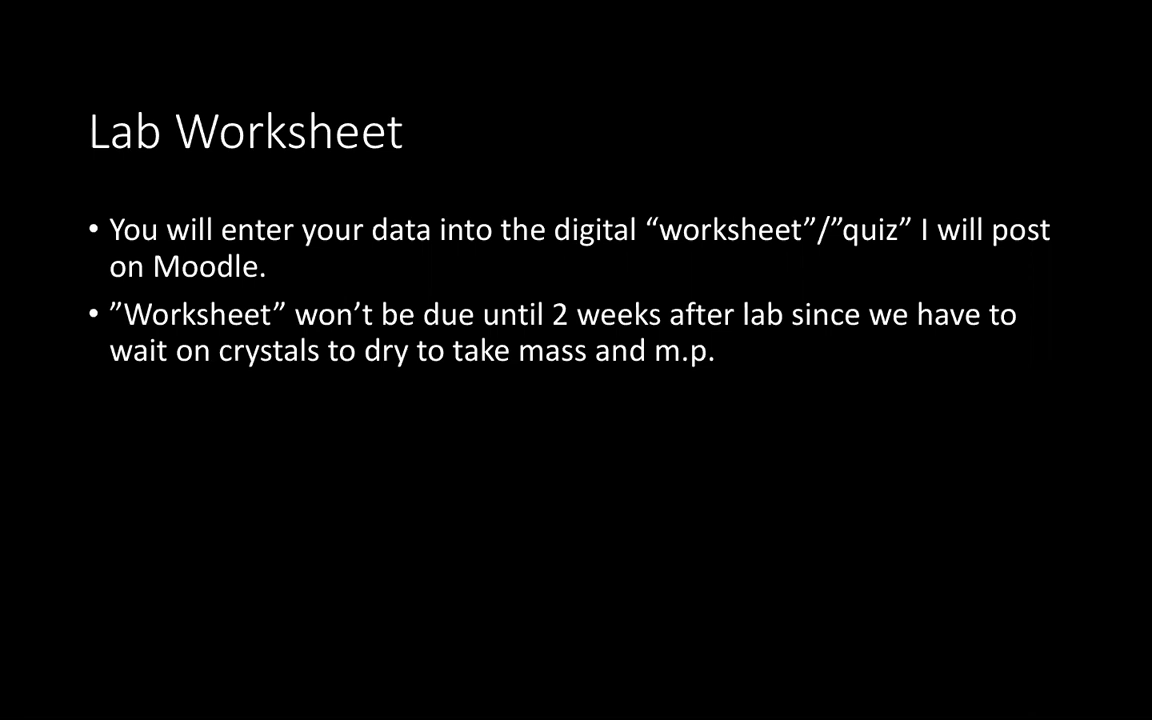 Lab Worksheet
• You will enter your data into the digital “worksheet”/”quiz” I will post
on Moodle.
• ”Worksheet” won’t be due until 2 weeks after lab since we have to
wait on crystals to dry to take mass and m.p.